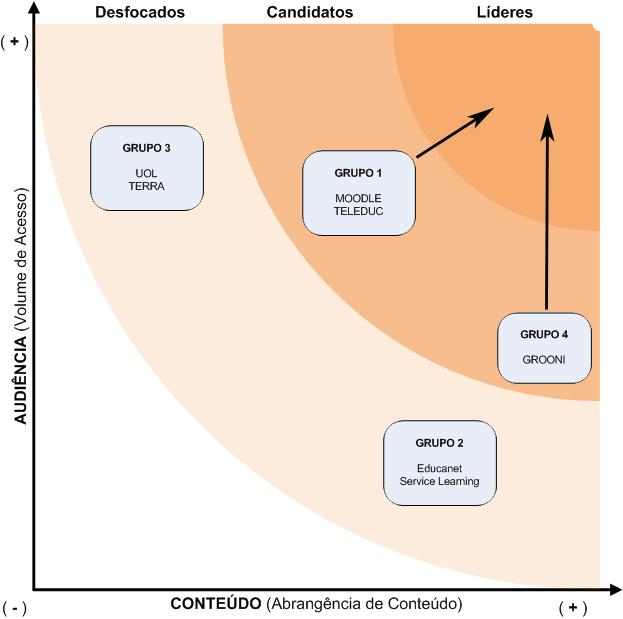 Desfocados
Candidatos
Líderes
( + )
GRUPO 3
UOL
TERRA
GRUPO 1
MOODLE
TELEDUC
GRUPO 4
GROONI
GRUPO 2
Educanet
Service Learning
AUDIÊNCIA (Volume de Acesso)
( - )
CONTEÚDO (Abrangência de Conteúdo)
( + )